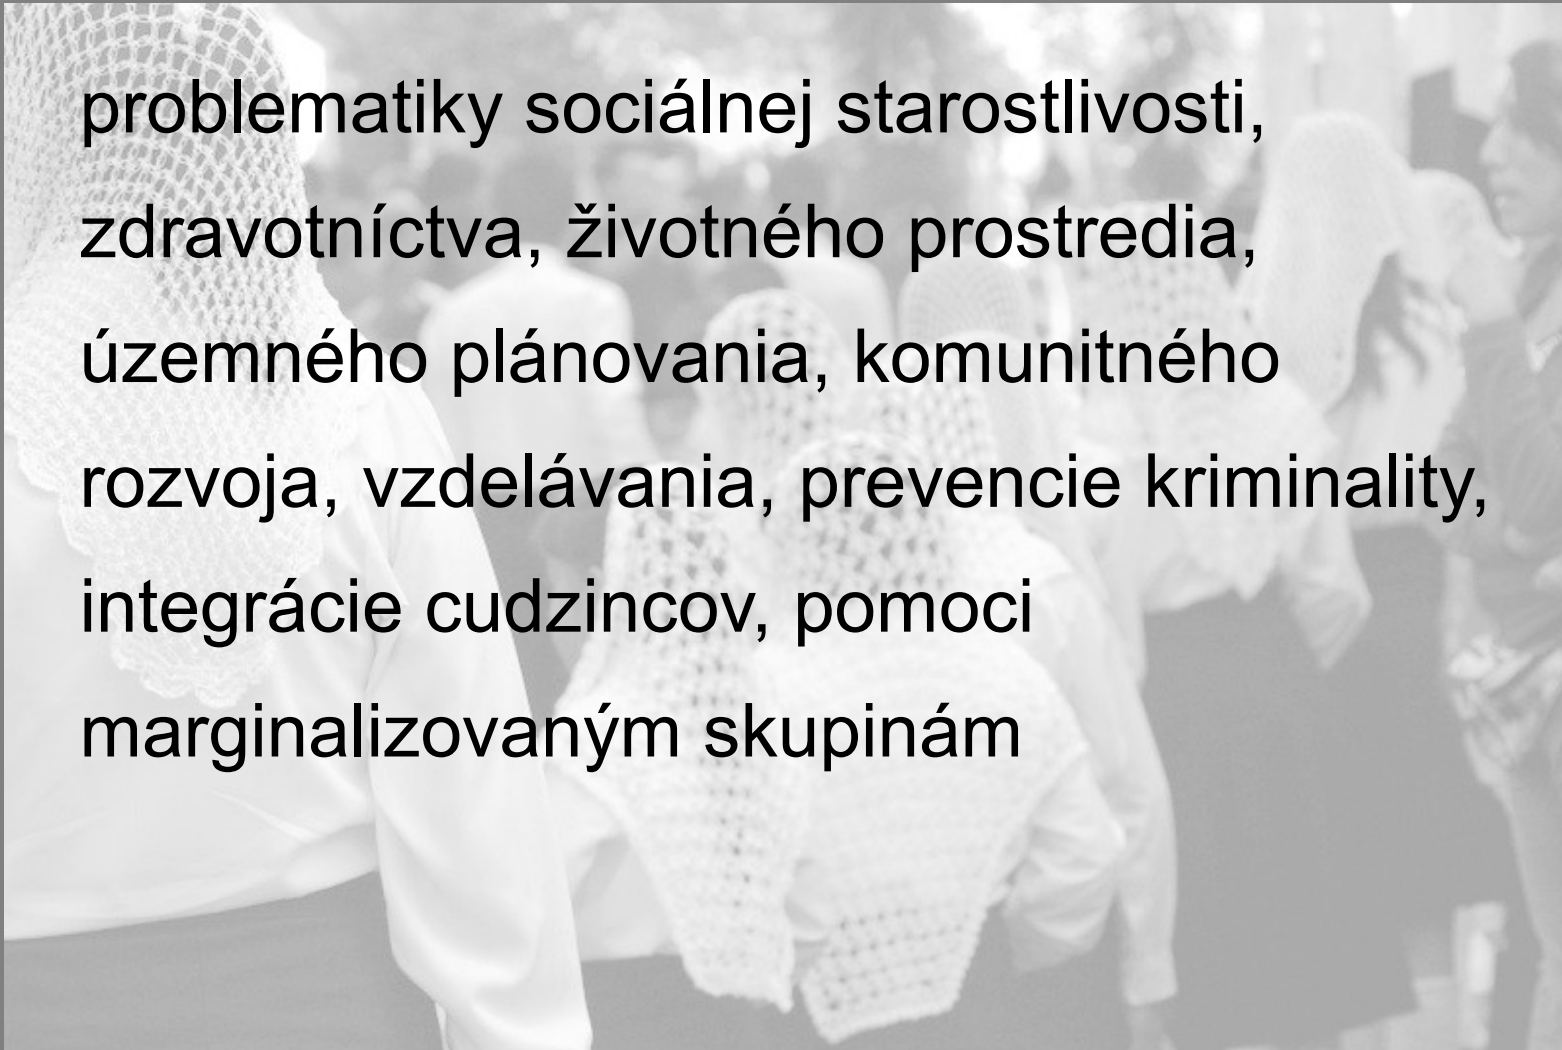 problematiky sociálnej starostlivosti,
zdravotníctva, životného prostredia,
územného plánovania, komunitného
rozvoja, vzdelávania, prevencie kriminality,
integrácie cudzincov, pomoci
marginalizovaným skupinám